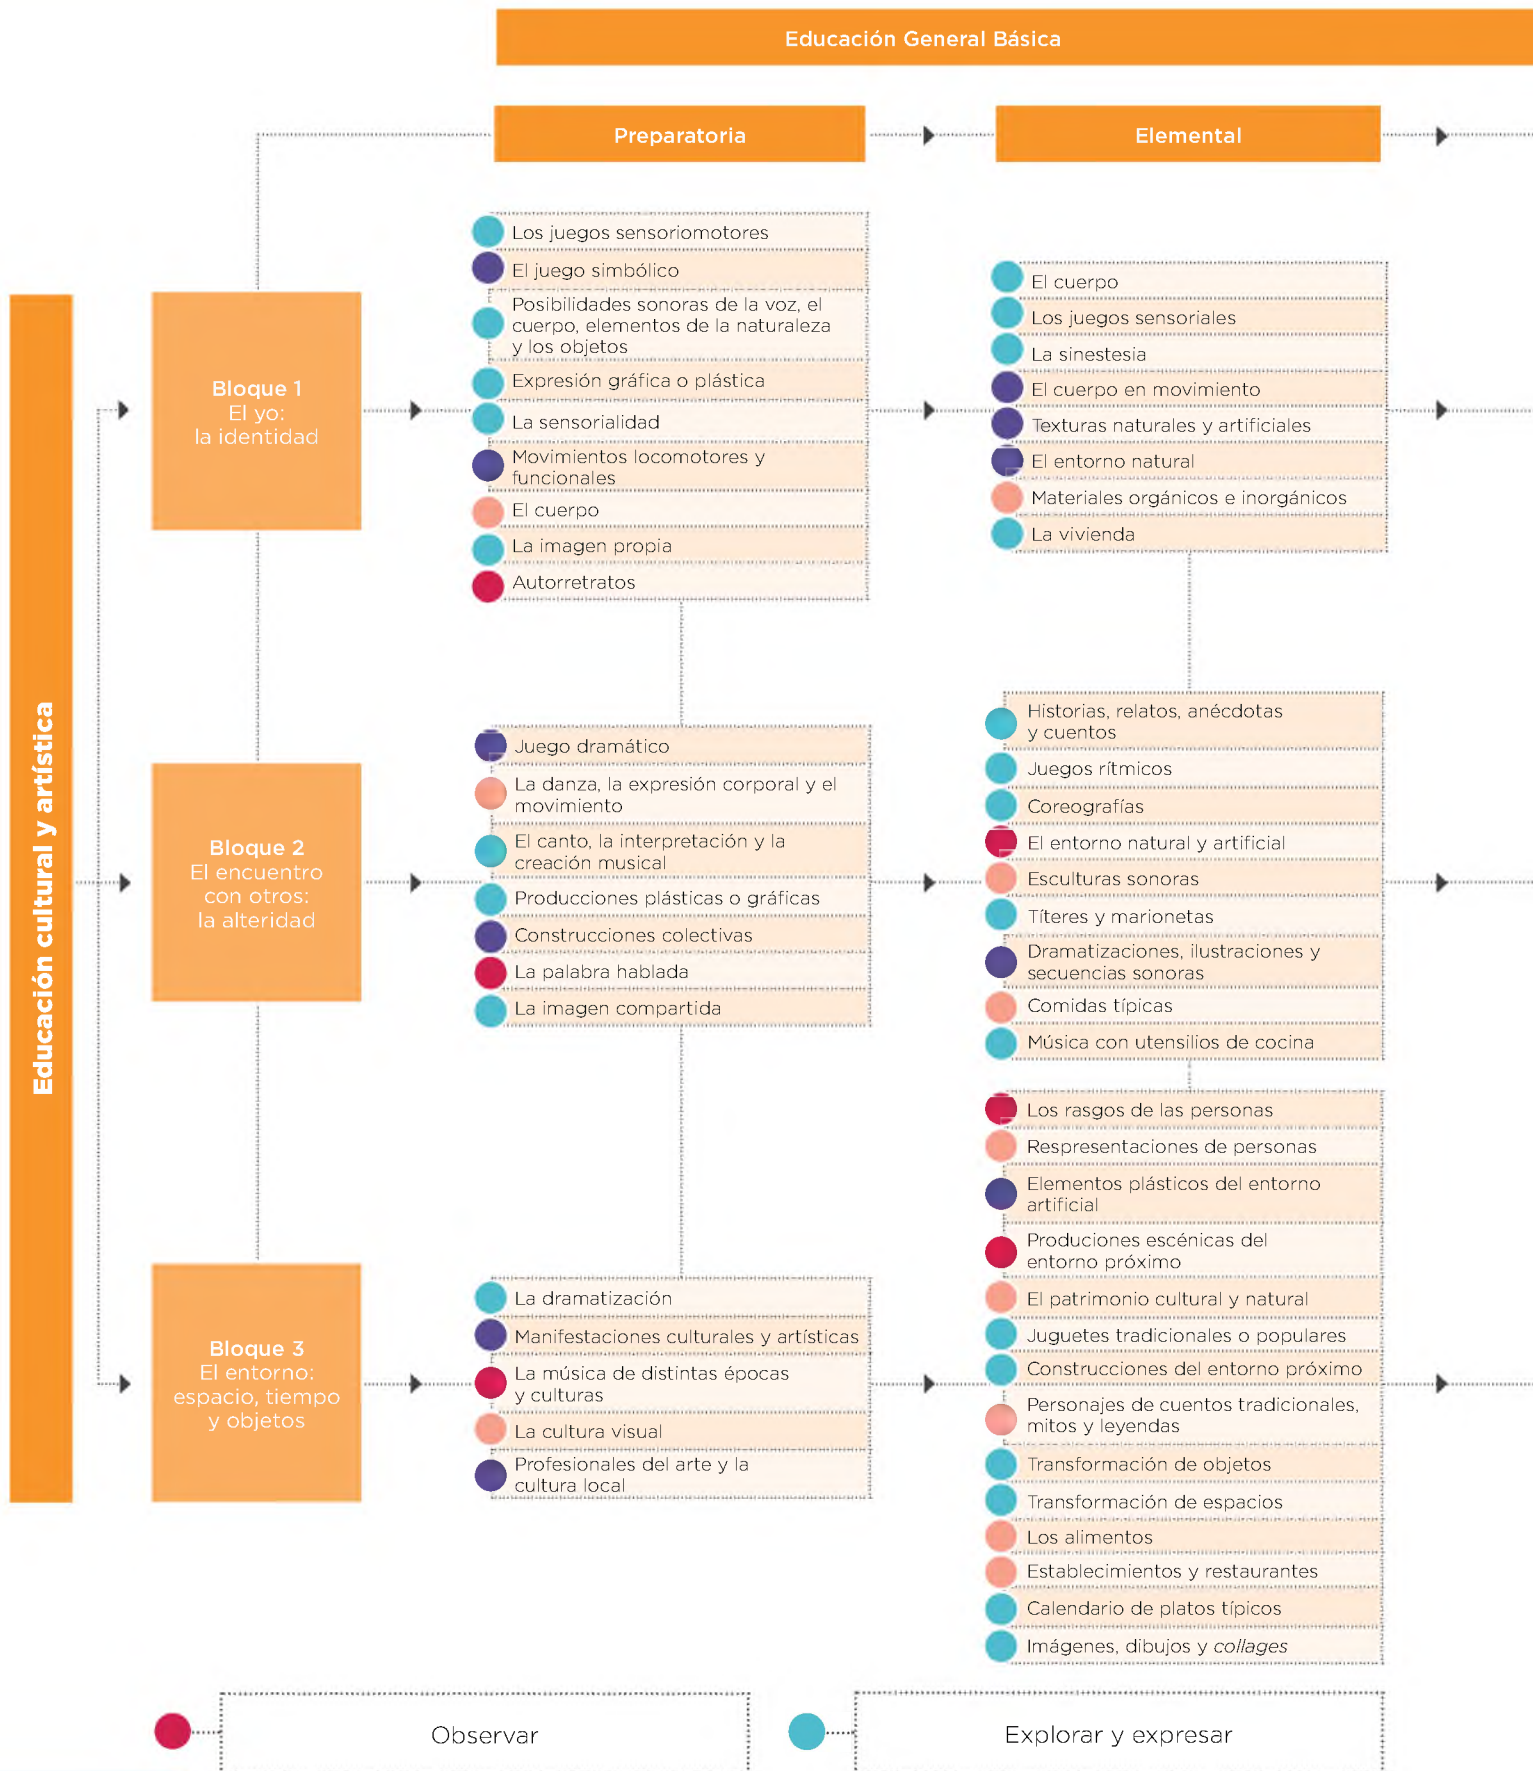 Educación General Básica
Preparatoria
Elemental
Educación cultural y artística
Bloque 1
El yo:
la identidad
Los juegos sensoriomotores
El juego simbólico
Posibilidades sonoras de la voz, el
cuerpo, elementos de la naturaleza
y los objetos
Expresión gráfica o plástica
La sensorialidad
Movimientos locomotores y
funcionales
El cuerpo
La imagen propia
Autorretratos
El cuerpo
Los juegos sensoriales
La sinestesia
El cuerpo en movimiento
Texturas naturales y artificiales
El entorno natural
Materiales orgánicos e inorgánicos
La vivienda
Bloque 2
El encuentro
con otros:
la alteridad
Juego dramático
La danza, la expresión corporal y el
movimiento
El canto, la interpretación y la
creación musical
Producciones plásticas o gráficas
Construcciones colectivas
La palabra hablada
La imagen compartida
Historias, relatos, anécdotas
y cuentos
Juegos rítmicos
Coreografías
El entorno natural y artificial
Esculturas sonoras
Títeres y marionetas
Dramatizaciones, ilustraciones y
secuencias sonoras
Comidas típicas
Música con utensilios de cocina
Bloque 3
El entorno:
espacio, tiempo
y objetos
La dramatización
Manifestaciones culturales y artísticas
La música de distintas épocas
y culturas
La cultura visual
Profesionales del arte y la
cultura local
Los rasgos de las personas
Respresentaciones de personas
Elementos plásticos del entorno
artificial
Produciones escénicas del
entorno próximo
El patrimonio cultural y natural
Juguetes tradicionales o populares
Construcciones del entorno próximo
Personajes de cuentos tradicionales,
mitos y leyendas
Transformación de objetos
Transformación de espacios
Los alimentos
Establecimientos y restaurantes
Calendario de platos típicos
Imágenes, dibujos y collages
Observar
Explorar y expresar